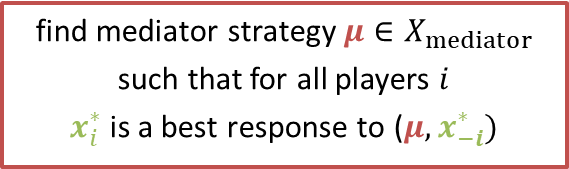 find mediator strategy 𝝁 ∈ X_mediator
such that for all players i
x_i^* is a best response to (𝝁, x_{-i}^*)